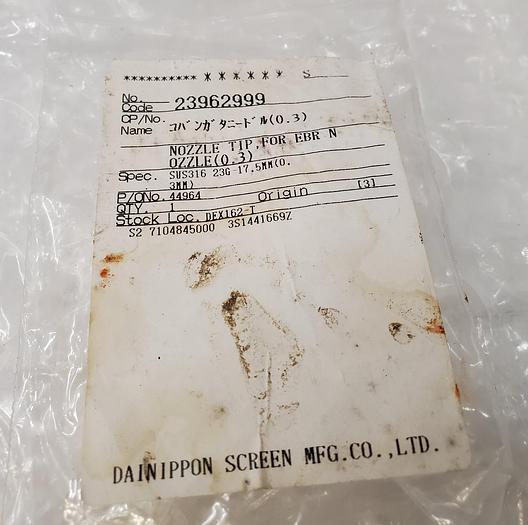 ********** ****** S
No.
Code 23962999
CP/No.
Name コバンガタニードル(0.3)
NOZZLE TIP,FOR EBR N
OZZLE(0.3)
Spec. SUS316 23G-17.5MM(0.
3MM)
P/ONo. 44964 Origin [3]
QTY. 1
Stock Loc. DEX162-T
S2 7104845000 3S1441669Z
DAINIPPON SCREEN MFG.CO.,LTD.